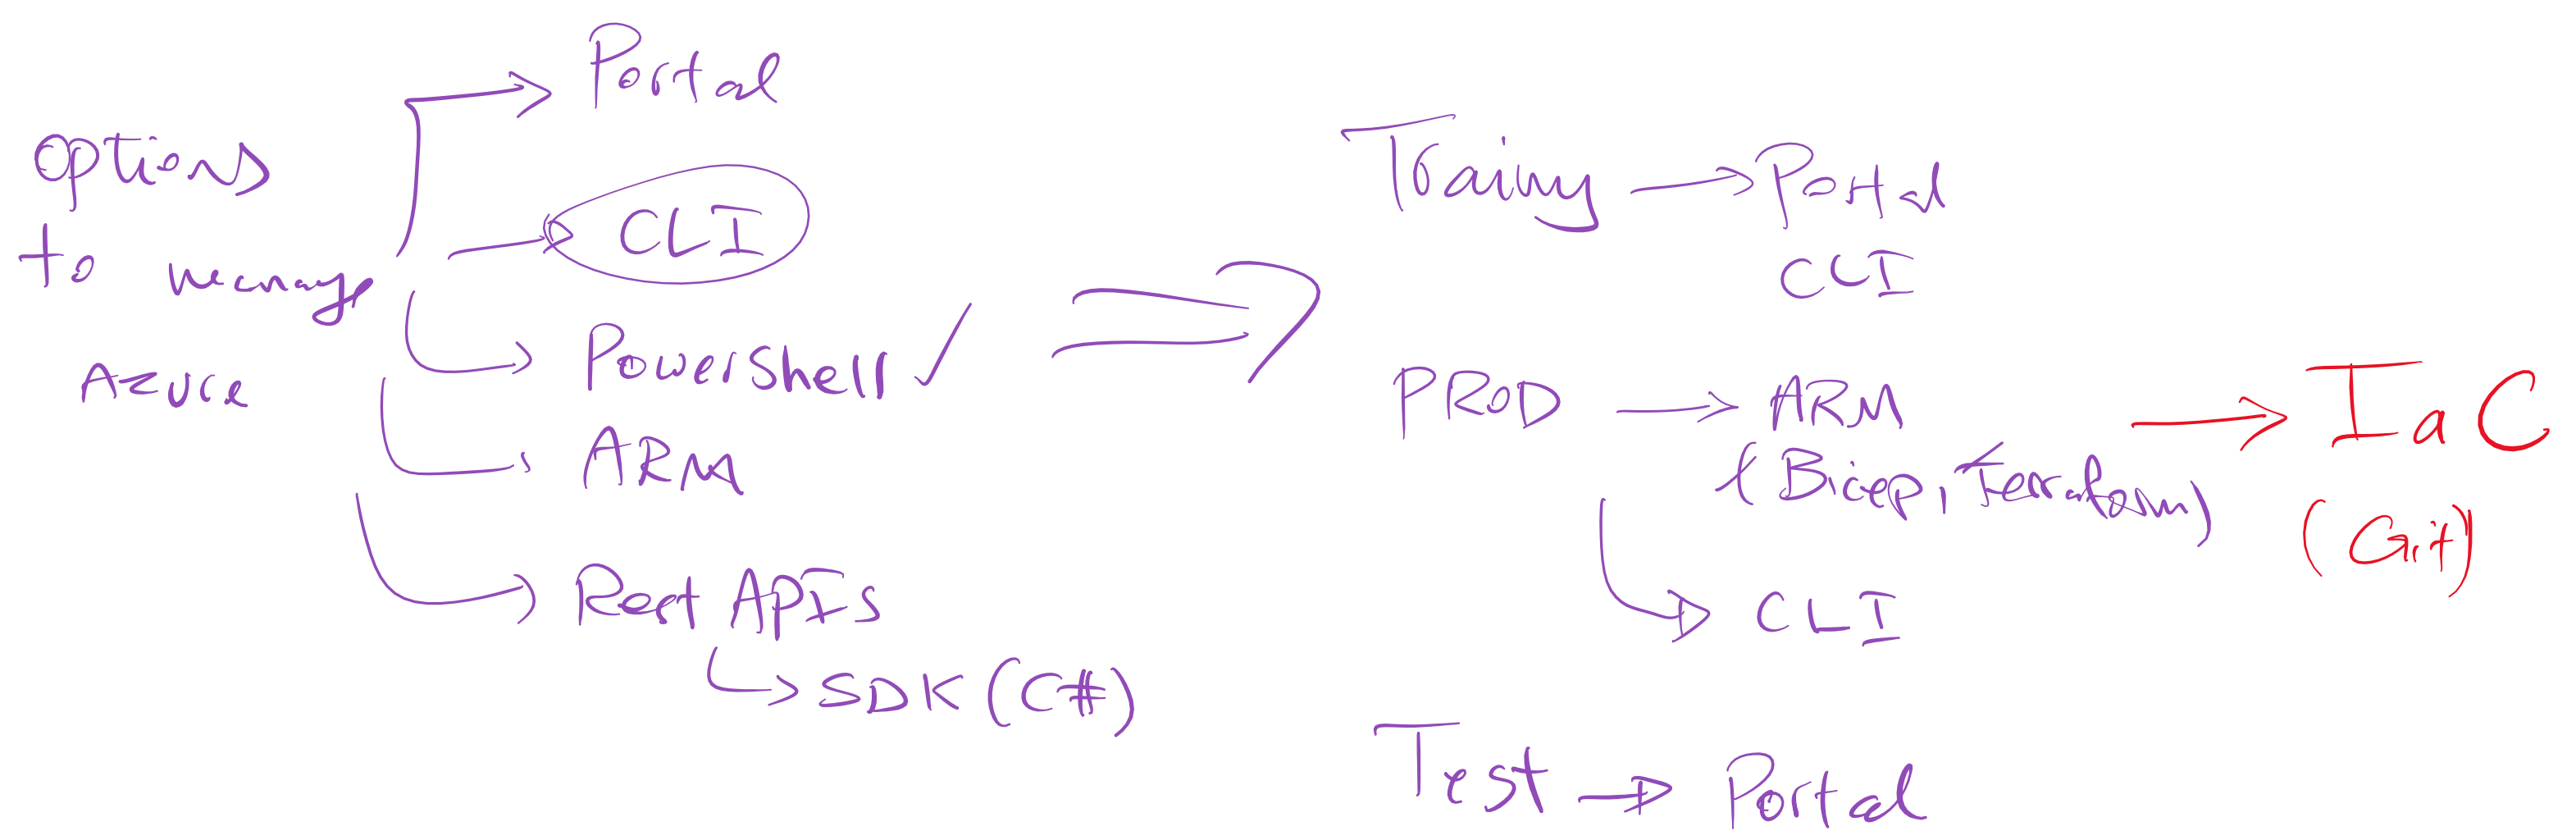 Options
to manage
Azure
Portal
CLI
Powershell ✓
ARM
Rest APIs
SDK (C#)
Training → Portal
CLI
PROD → ARM
(Bicep, Terraform)
CLI
Test → Portal
IaC
(Git)